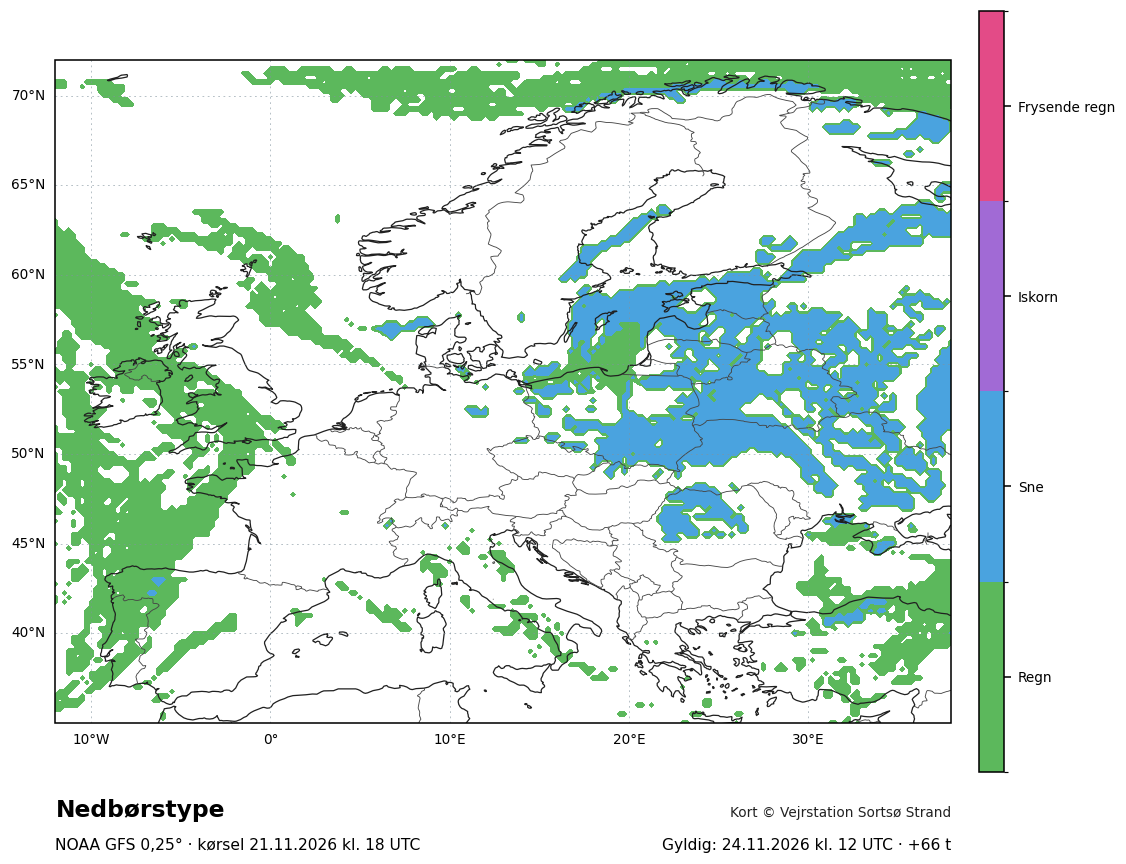 70°N
65°N
60°N
55°N
50°N
45°N
40°N
10°W
0°
10°E
20°E
30°E
Frysende regn
Iskorn
Sne
Regn
Nedbørstype
Kort © Vejrstation Sortsø Strand
NOAA GFS 0,25° · kørsel 21.11.2026 kl. 18 UTC
Gyldig: 24.11.2026 kl. 12 UTC · +66 t